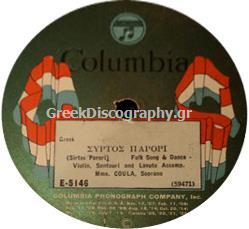 GreekDiscography.gr
Columbia
Greek
ΣΥΡΤΟΣ ΠΑΡΟΡΙ
(Sirtos Parori) Folk Song & Dance -
Violin, Santouri and Laouto Accomp.
Mme. COULA, Soprano
E-5146 (59471)
COLUMBIA PHONOGRAPH COMPANY, Inc.